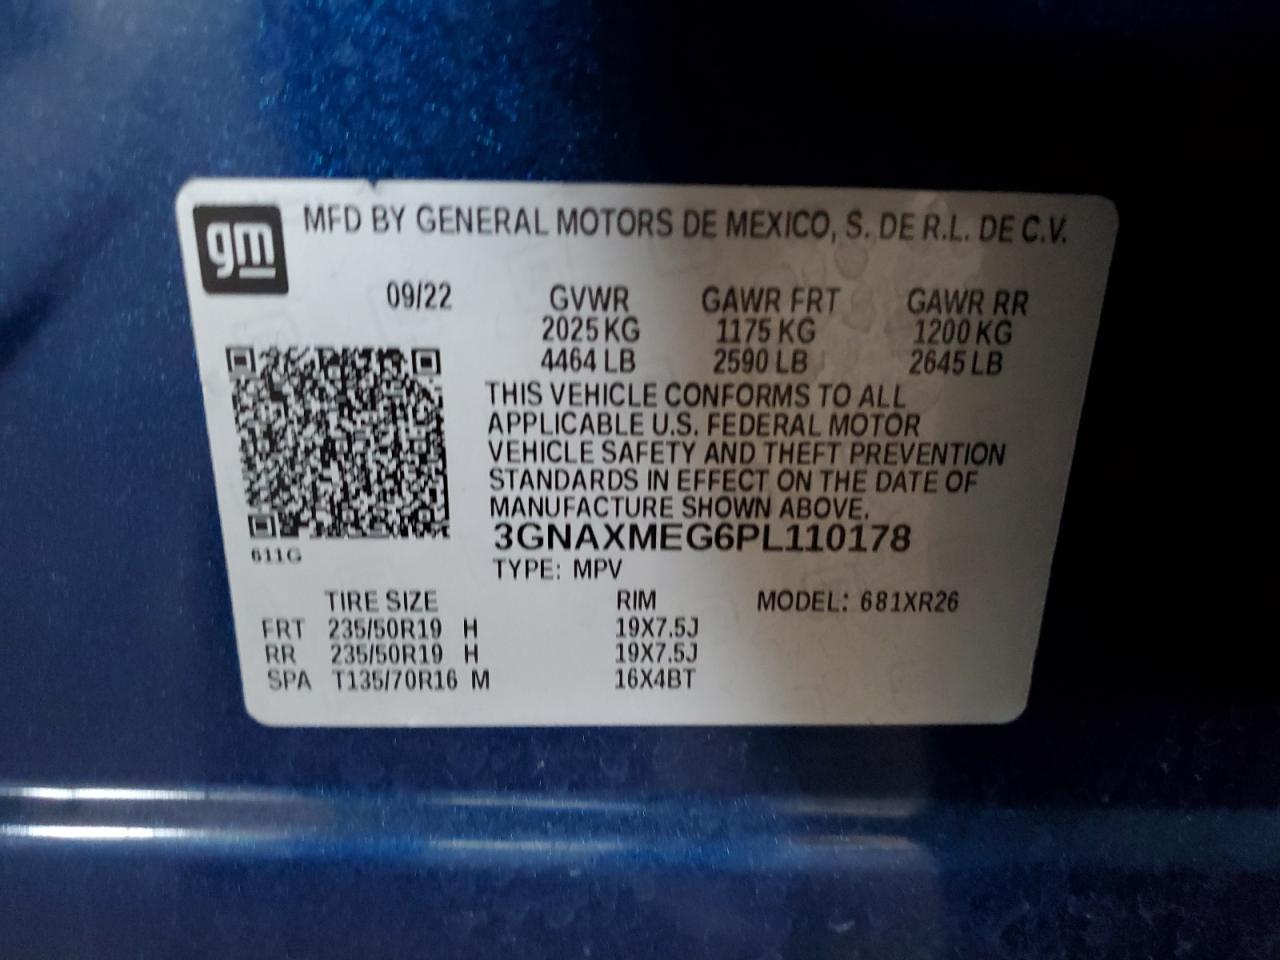 gm
MFD BY GENERAL MOTORS DE MEXICO, S. DE R.L. DE C.V.
09/22 GVWR GAWR FRT GAWR RR
2025 KG 1175 KG 1200 KG
4464 LB 2590 LB 2645 LB
THIS VEHICLE CONFORMS TO ALL
APPLICABLE U.S. FEDERAL MOTOR
VEHICLE SAFETY AND THEFT PREVENTION
STANDARDS IN EFFECT ON THE DATE OF
MANUFACTURE SHOWN ABOVE.
3GNAXMEG6PL110178
611G
TYPE: MPV
TIRE SIZE RIM MODEL: 681XR26
FRT 235/50R19 H 19X7.5J
RR 235/50R19 H 19X7.5J
SPA T135/70R16 M 16X4BT